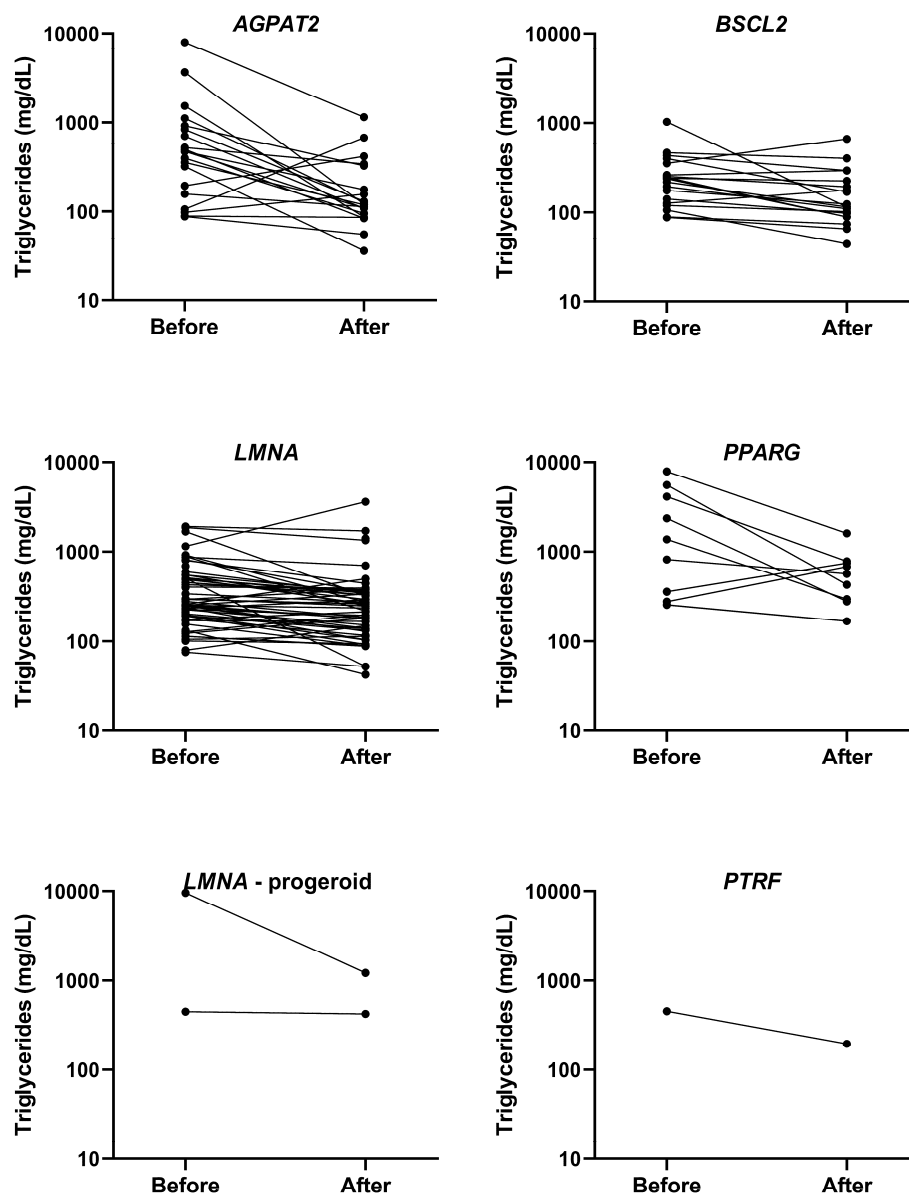 AGPAT2
Triglycerides (mg/dL)
10000
1000
100
10
Before After
BSCL2
Triglycerides (mg/dL)
10000
1000
100
10
Before After
LMNA
Triglycerides (mg/dL)
10000
1000
100
10
Before After
PPARG
Triglycerides (mg/dL)
10000
1000
100
10
Before After
LMNA - progeroid
Triglycerides (mg/dL)
10000
1000
100
10
Before After
PTRF
Triglycerides (mg/dL)
10000
1000
100
10
Before After